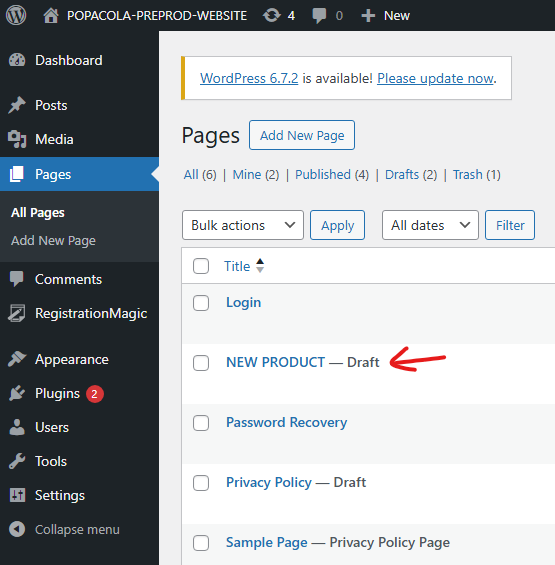 POPACOLA-PREPROD-WEBSITE 4 0 New
Dashboard
Posts
Media
Pages
All Pages
Add New Page
Comments
RegistrationMagic
Appearance
Plugins 2
Users
Tools
Settings
Collapse menu
WordPress 6.7.2 is available! Please update now.
Pages Add New Page
All (6) | Mine (2) | Published (4) | Drafts (2) | Trash (1)
Bulk actions Apply All dates Filter
Title
Login
NEW PRODUCT — Draft
Password Recovery
Privacy Policy — Draft
Sample Page — Privacy Policy Page